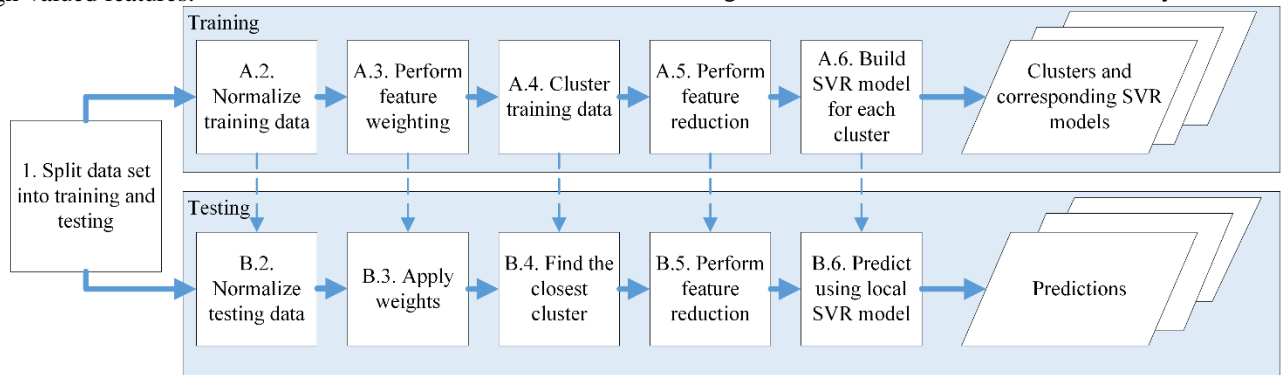 Training
A.2.
Normalize
training data
A.3. Perform
feature
weighting
A.4. Cluster
training data
A.5. Perform
feature
reduction
A.6. Build
SVR model
for each
cluster
Clusters and
corresponding SVR
models
1. Split data set
into training and
testing
Testing
B.2.
Normalize
testing data
B.3. Apply
weights
B.4. Find the
closest
cluster
B.5. Perform
feature
reduction
B.6. Predict
using local
SVR model
Predictions